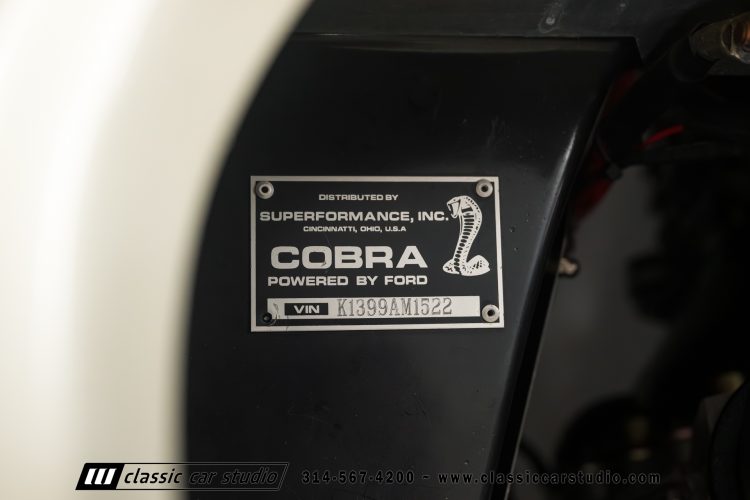 DISTRIBUTED BY
SUPERFORMANCE, INC.
CINCINNATTI, OHIO, U.S.A
COBRA
POWERED BY FORD
VIN K1399AM1522
classic car studio 314-567-4200 - www.classiccarstudio.com